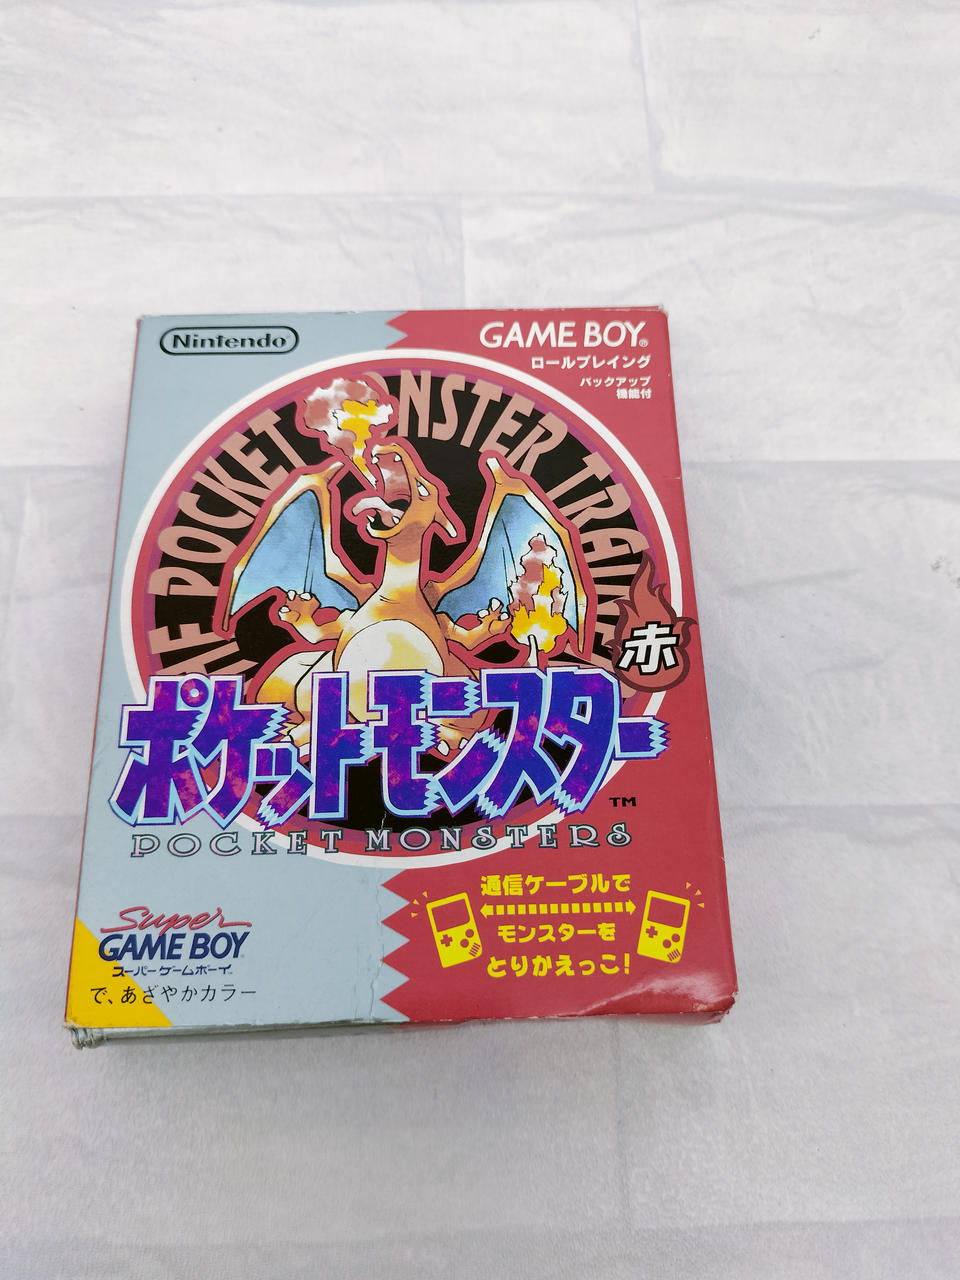 Nintendo
GAME BOY®
ロールプレイング
バックアップ
機能付
THE POCKET MONSTER TRAINER
赤
ポケットモンスター
TM
POCKET MONSTERS
通信ケーブルで
モンスターを
とりかえっこ!
Super
GAME BOY
スーパーゲームボーイ
で、あざやかカラー